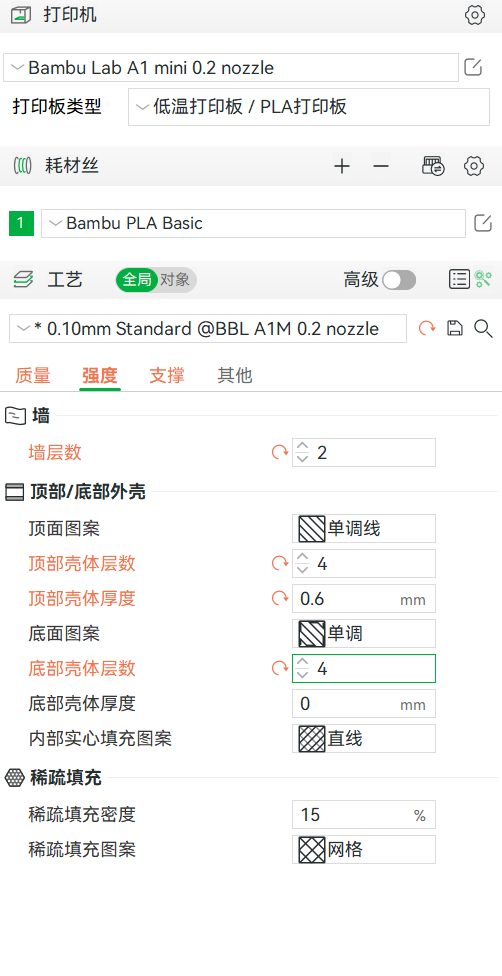 打印机
Bambu Lab A1 mini 0.2 nozzle
打印板类型 低温打印板 / PLA打印板
耗材丝
1 Bambu PLA Basic
工艺 全局 对象 高级
* 0.10mm Standard @BBL A1M 0.2 nozzle
质量 强度 支撑 其他
墙
墙层数 2
顶部/底部外壳
顶面图案 单调线
顶部壳体层数 4
顶部壳体厚度 0.6 mm
底面图案 单调
底部壳体层数 4
底部壳体厚度 0 mm
内部实心填充图案 直线
稀疏填充
稀疏填充密度 15 %
稀疏填充图案 网格